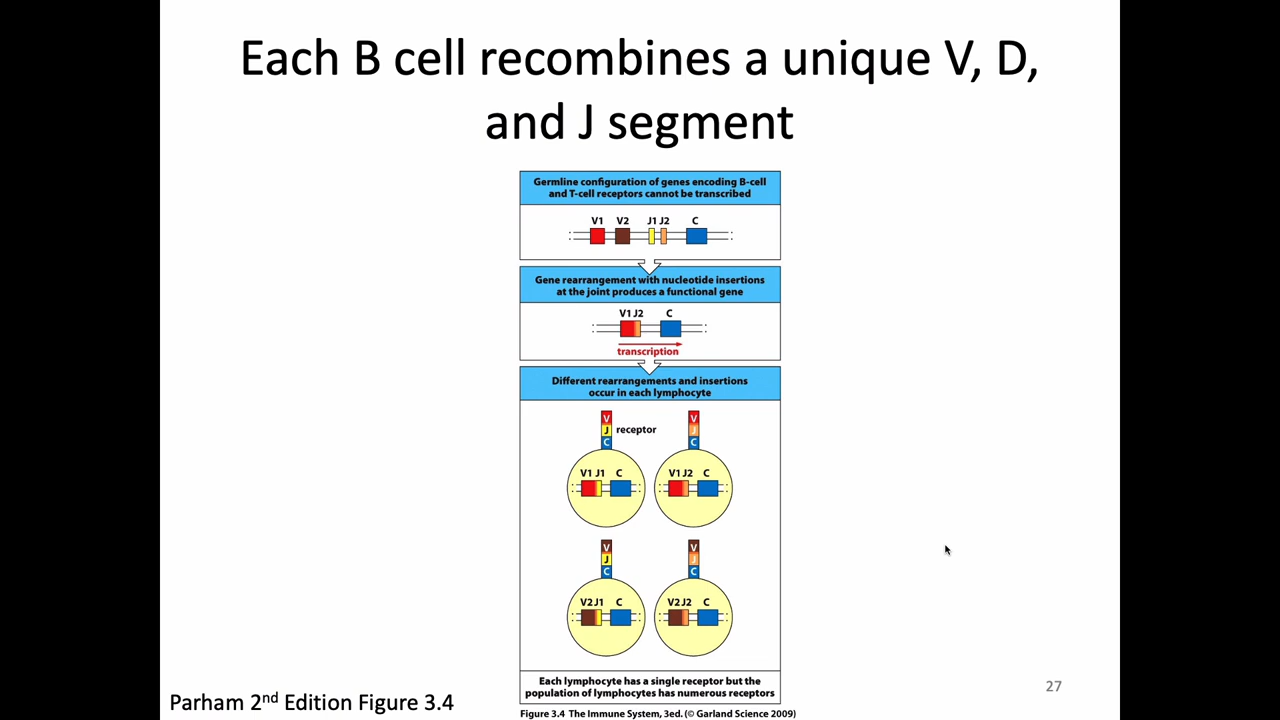 Each B cell recombines a unique V, D,
and J segment
Germline configuration of genes encoding B-cell
and T-cell receptors cannot be transcribed
V1 V2 J1 J2 C
Gene rearrangement with nucleotide insertions
at the joint produces a functional gene
V1 J2 C
transcription
Different rearrangements and insertions
occur in each lymphocyte
V
J
C
receptor
V
J
C
V1 J1 C
V1 J2 C
V
J
C
V
J
C
V2 J1 C
V2 J2 C
Each lymphocyte has a single receptor but the
population of lymphocytes has numerous receptors
27
Parham 2nd Edition Figure 3.4
Figure 3.4 The Immune System, 3ed. (© Garland Science 2009)